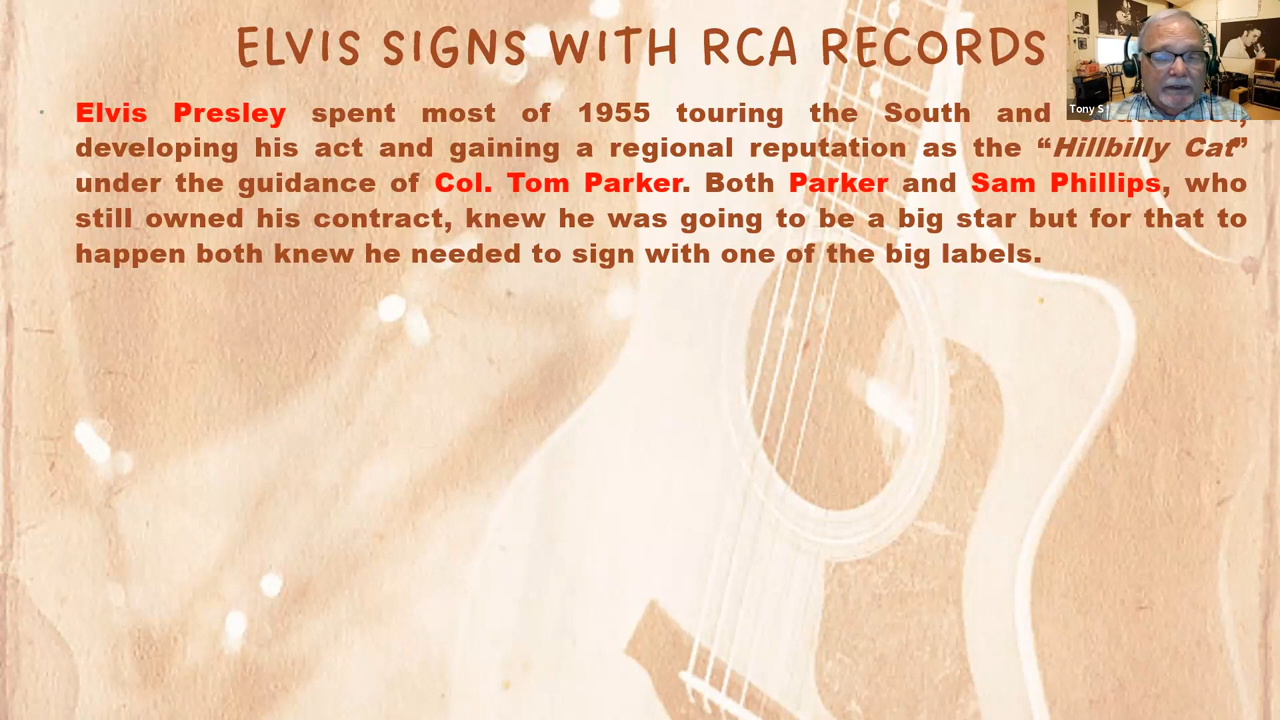 ELVIS SIGNS WITH RCA RECORDS
Elvis Presley spent most of 1955 touring the South and
developing his act and gaining a regional reputation as the “Hillbilly Cat”
under the guidance of Col. Tom Parker. Both Parker and Sam Phillips, who
still owned his contract, knew he was going to be a big star but for that to
happen both knew he needed to sign with one of the big labels.
Tony S